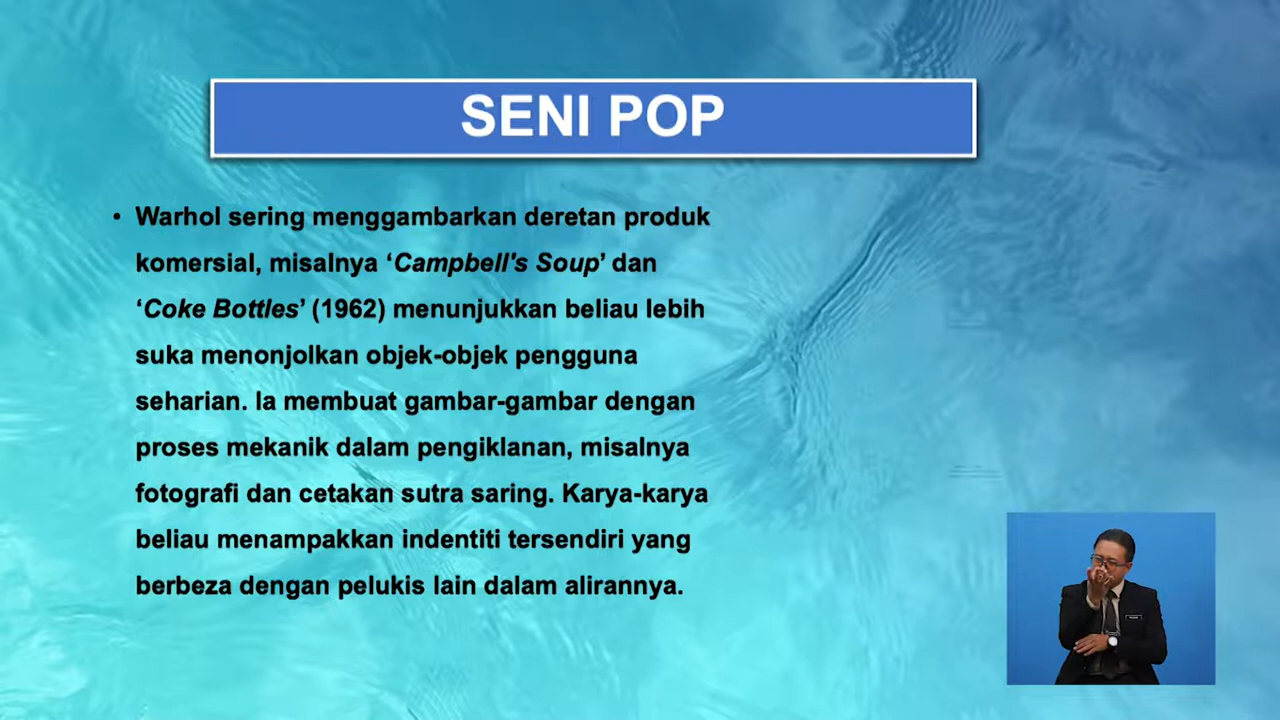 SENI POP
• Warhol sering menggambarkan deretan produk
komersial, misalnya ‘Campbell's Soup’ dan
‘Coke Bottles’ (1962) menunjukkan beliau lebih
suka menonjolkan objek-objek pengguna
seharian. Ia membuat gambar-gambar dengan
proses mekanik dalam pengiklanan, misalnya
fotografi dan cetakan sutra saring. Karya-karya
beliau menampakkan indentiti tersendiri yang
berbeza dengan pelukis lain dalam alirannya.